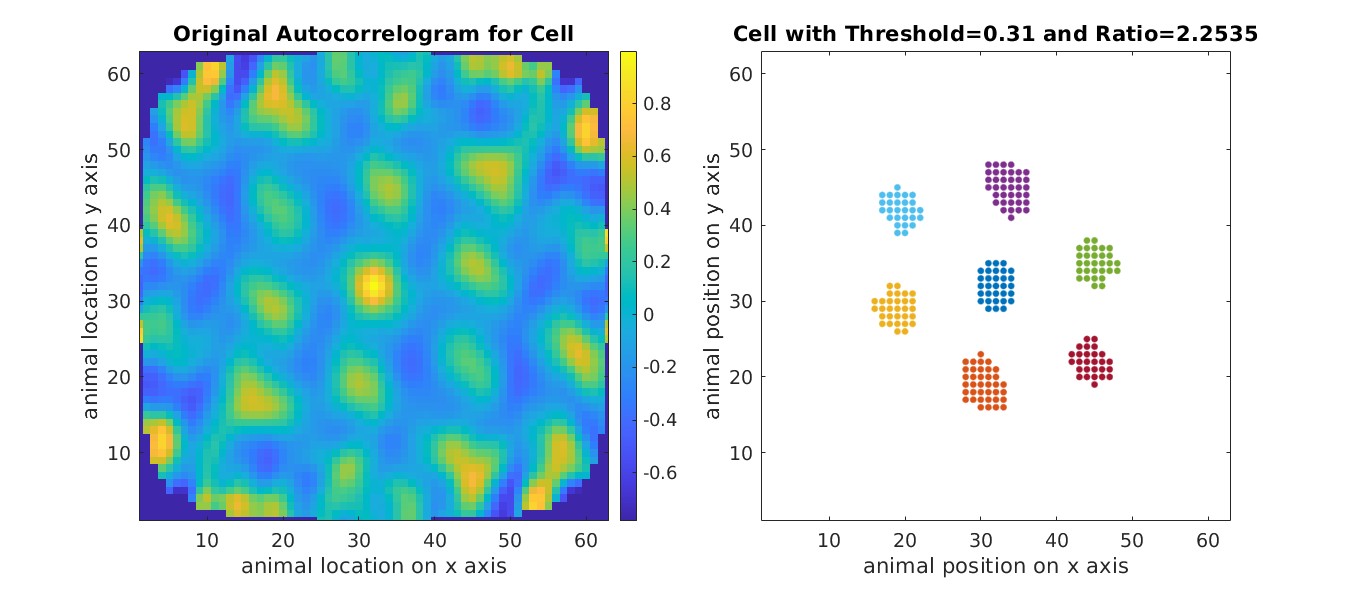 Original Autocorrelogram for Cell
animal location on y axis
60
50
40
30
20
10
10 20 30 40 50 60
animal location on x axis
0.8
0.6
0.4
0.2
0
-0.2
-0.4
-0.6
Cell with Threshold=0.31 and Ratio=2.2535
animal position on y axis
60
50
40
30
20
10
10 20 30 40 50 60
animal position on x axis